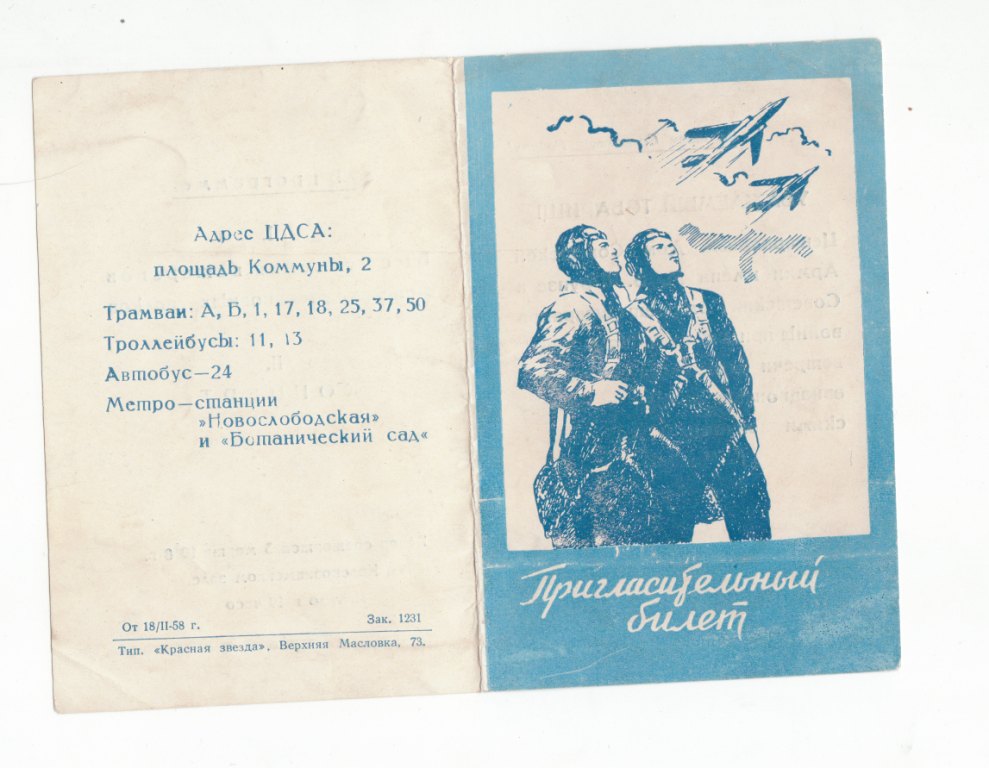 Адрес ЦДСА:
площадь Коммуны, 2
Трамваи: А, Б, 1, 17, 18, 25, 37, 50
Троллейбусы: 11, 13
Автобус—24
Метро—станции
»Новослободская»
и «Ботанический сад«
От 18/II-58 г. Зак. 1231
Тип. «Красная звезда». Верхняя Масловка, 73.
Пригласительный
билет